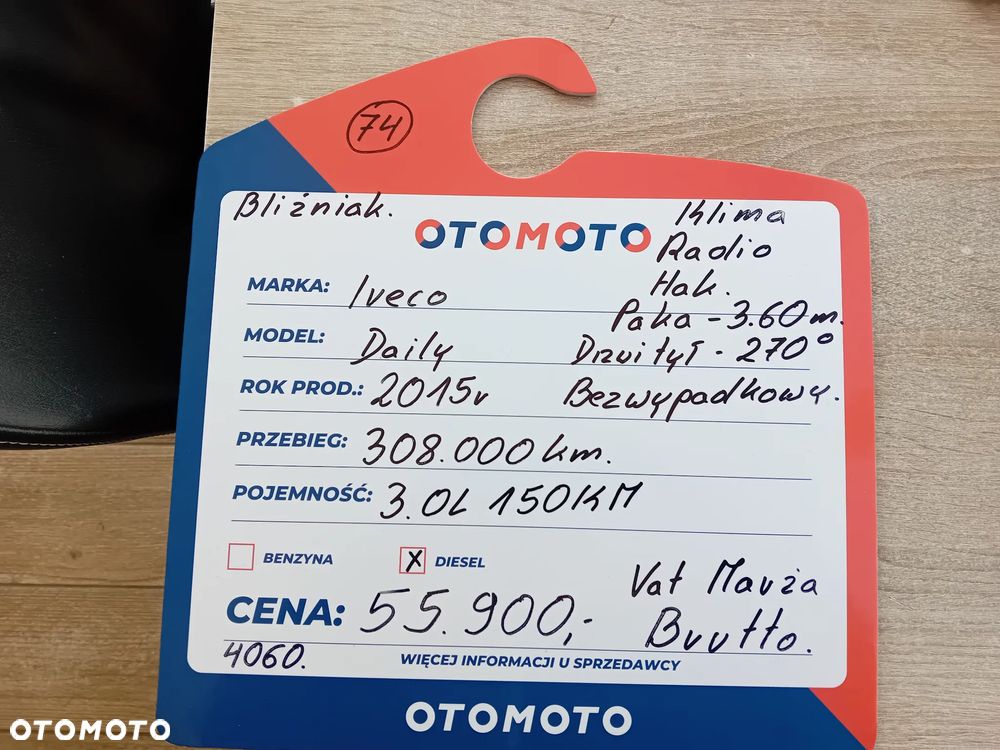 74
Bliźniak.
OTOMOTO
Klima
Radio
Hak.
Paka - 3.60m.
Drzwi tył - 270°
Bezwypadkowy.
MARKA: Iveco
MODEL: Daily
ROK PROD.: 2015r
PRZEBIEG: 308.000 km.
POJEMNOŚĆ: 3.0L 150KM
BENZYNA
X DIESEL
CENA: 55.900,-
Vat Marża
Brutto.
4060.
WIĘCEJ INFORMACJI U SPRZEDAWCY
OTOMOTO
OTOMOTO